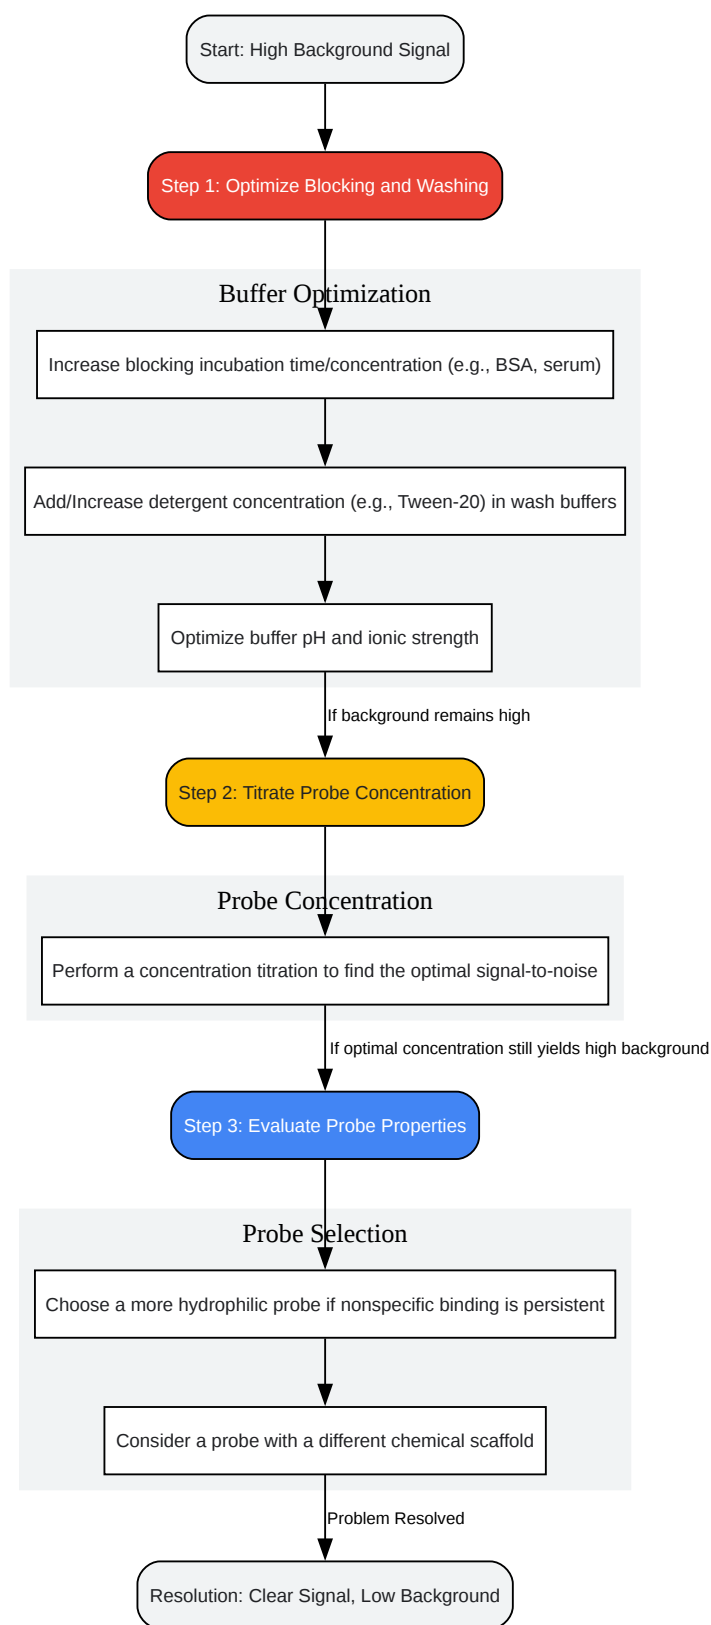 Start: High Background Signal
Step 1: Optimize Blocking and Washing
Buffer Optimization
Increase blocking incubation time/concentration (e.g., BSA, serum)
Add/Increase detergent concentration (e.g., Tween-20) in wash buffers
Optimize buffer pH and ionic strength
If background remains high
Step 2: Titrate Probe Concentration
Probe Concentration
Perform a concentration titration to find the optimal signal-to-noise
If optimal concentration still yields high background
Step 3: Evaluate Probe Properties
Probe Selection
Choose a more hydrophilic probe if nonspecific binding is persistent
Consider a probe with a different chemical scaffold
Problem Resolved
Resolution: Clear Signal, Low Background